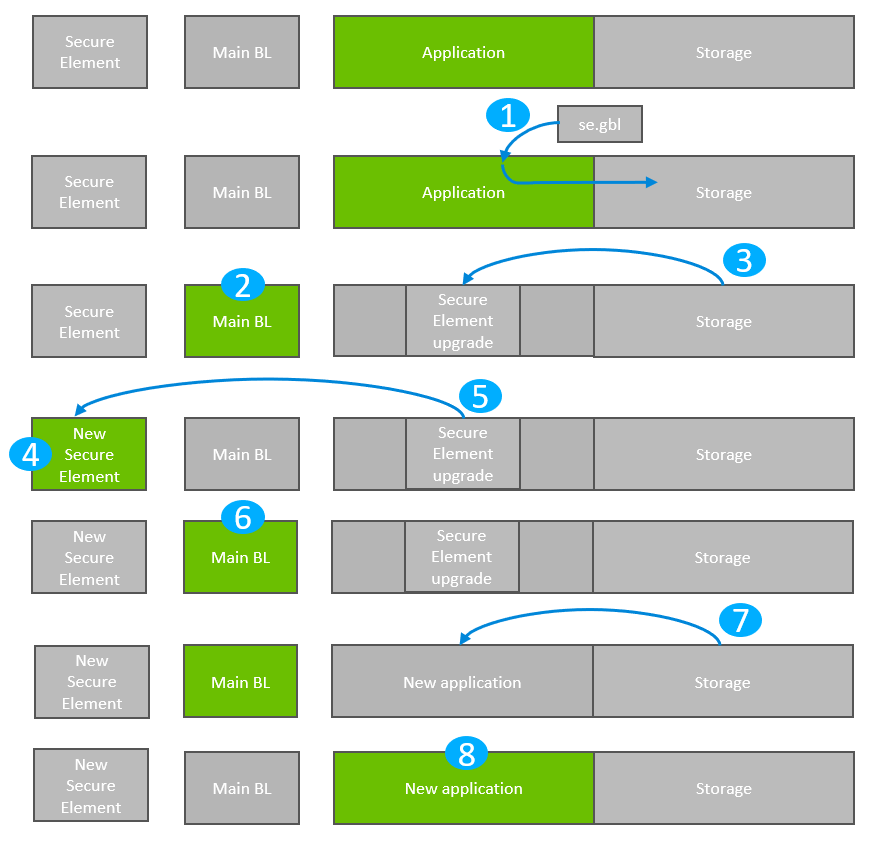 Secure
Element
Main BL
Application
Storage
1
se.gbl
Secure
Element
Main BL
Application
Storage
2
3
Secure
Element
Main BL
Secure
Element
upgrade
Storage
5
4
New
Secure
Element
Main BL
Secure
Element
upgrade
Storage
6
New
Secure
Element
Main BL
Secure
Element
upgrade
Storage
7
New
Secure
Element
Main BL
New application
Storage
8
New
Secure
Element
Main BL
New application
Storage